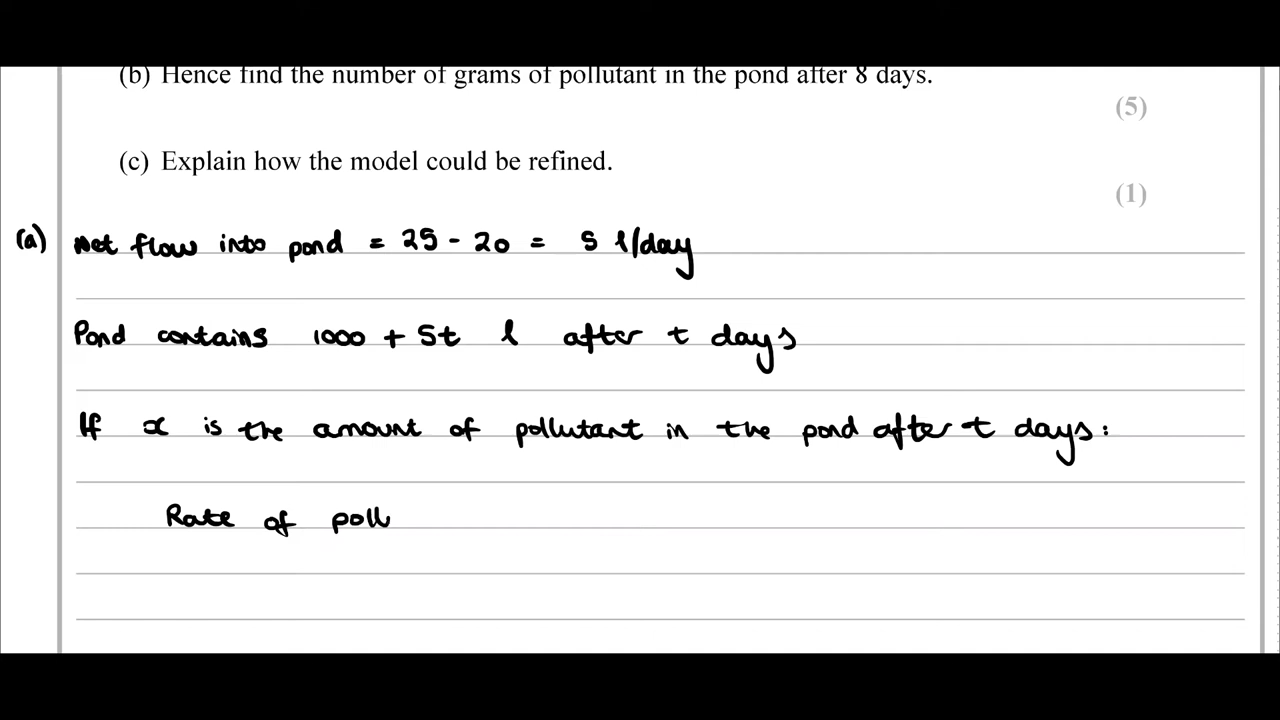 (b) Hence find the number of grams of pollutant in the pond after 8 days.
(5)
(c) Explain how the model could be refined.
(1)
(a) Net flow into pond = 25 - 20 = 5 l/day
Pond contains 1000 + 5t l after t days
If x is the amount of pollutant in the pond after t days:
Rate of poll